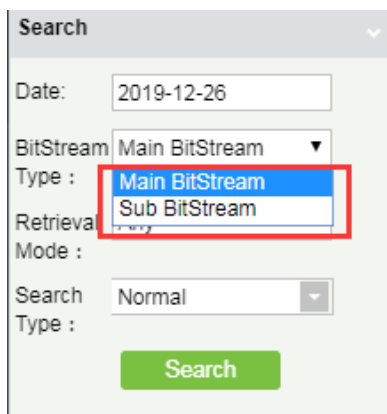 Search
Date: 2019-12-26
BitStream Type : Main BitStream
Main BitStream
Sub BitStream
Retrieval Mode :
Search Type : Normal
Search